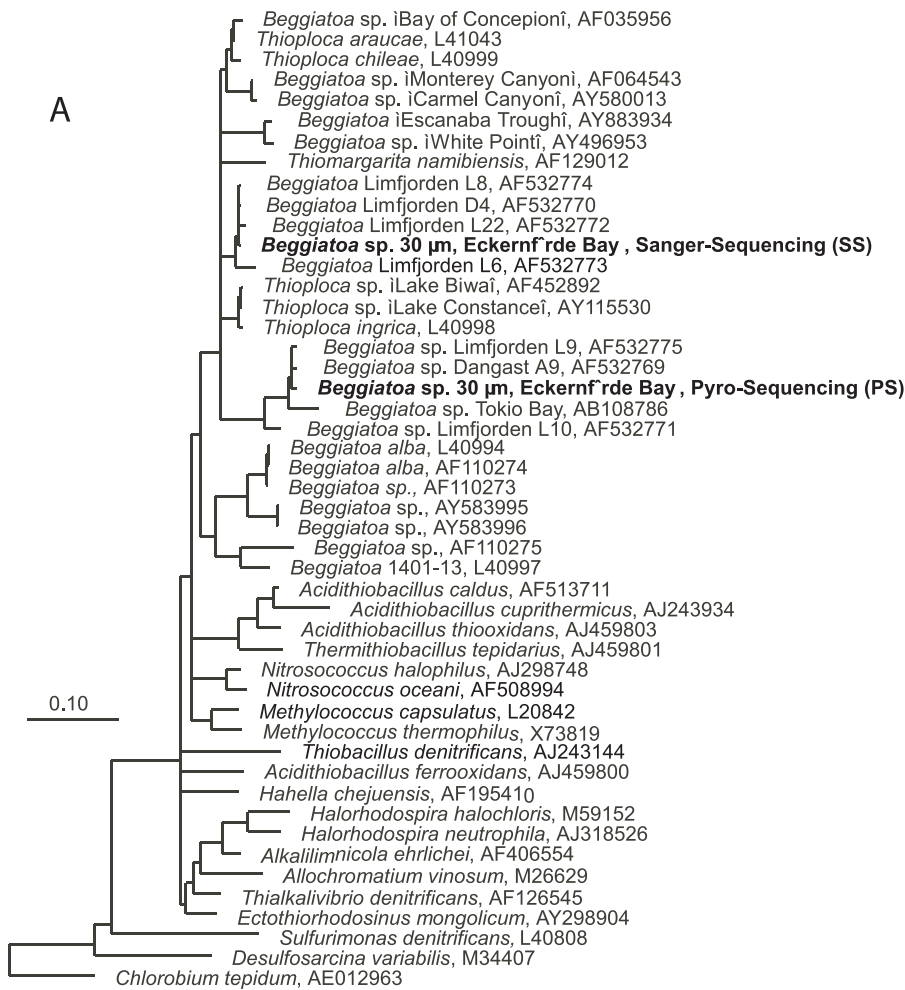 Beggiatoa sp. ìBay of Concepionî, AF035956
Thioploca araucae, L41043
Thioploca chileae, L40999
Beggiatoa sp. ìMonterey Canyonì, AF064543
Beggiatoa sp. ìCarmel Canyonî, AY580013
A
Beggiatoa ìEscanaba Troughî, AY883934
Beggiatoa sp. ìWhite Pointî, AY496953
Thiomargarita namibiensis, AF129012
Beggiatoa Limfjorden L8, AF532774
Beggiatoa Limfjorden D4, AF532770
Beggiatoa Limfjorden L22, AF532772
Beggiatoa sp. 30 µm, Eckernfˆrde Bay , Sanger-Sequencing (SS)
Beggiatoa Limfjorden L6, AF532773
Thioploca sp. ìLake Biwaî, AF452892
Thioploca sp. ìLake Constanceî, AY115530
Thioploca ingrica, L40998
Beggiatoa sp. Limfjorden L9, AF532775
Beggiatoa sp. Dangast A9, AF532769
Beggiatoa sp. 30 µm, Eckernfˆrde Bay , Pyro-Sequencing (PS)
Beggiatoa sp. Tokio Bay, AB108786
Beggiatoa sp. Limfjorden L10, AF532771
Beggiatoa alba, L40994
Beggiatoa alba, AF110274
Beggiatoa sp., AF110273
Beggiatoa sp., AY583995
Beggiatoa sp., AY583996
Beggiatoa sp., AF110275
Beggiatoa 1401-13, L40997
Acidithiobacillus caldus, AF513711
Acidithiobacillus cuprithermicus, AJ243934
Acidithiobacillus thiooxidans, AJ459803
Thermithiobacillus tepidarius, AJ459801
Nitrosococcus halophilus, AJ298748
Nitrosococcus oceani, AF508994
0.10
Methylococcus capsulatus, L20842
Methylococcus thermophilus, X73819
Thiobacillus denitrificans, AJ243144
Acidithiobacillus ferrooxidans, AJ459800
Hahella chejuensis, AF195410
Halorhodospira halochloris, M59152
Halorhodospira neutrophila, AJ318526
Alkalilimnicola ehrlichei, AF406554
Allochromatium vinosum, M26629
Thialkalivibrio denitrificans, AF126545
Ectothiorhodosinus mongolicum, AY298904
Sulfurimonas denitrificans, L40808
Desulfosarcina variabilis, M34407
Chlorobium tepidum, AE012963